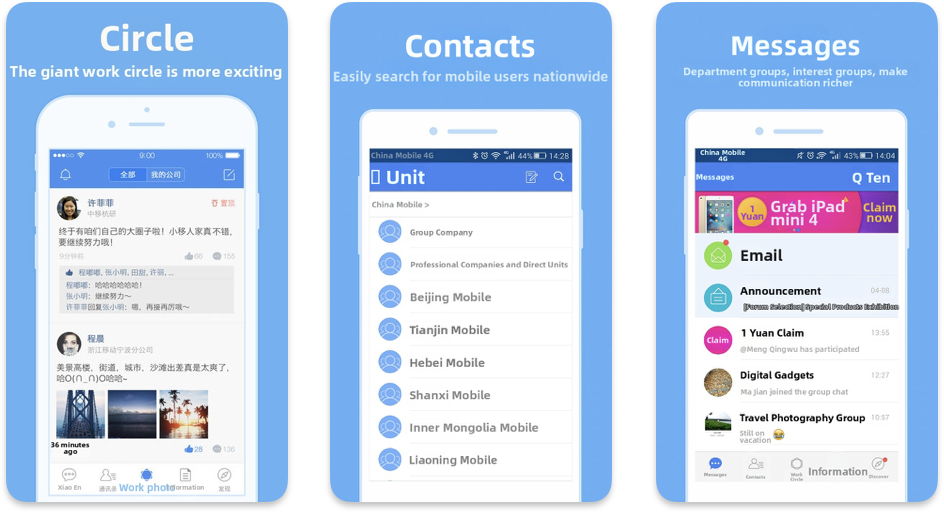 Circle
The giant work circle is more exciting
9:00
100%
全部
我的公司
许菲菲
中移杭研
置顶
终于有咱们自己的大圈子啦！小移人家真不错,
要继续努力哦！
9分钟前
66
155
程嘟嘟, 张小明, 田甜, 许丽, ...
程嘟嘟：哈哈哈哈哈哈！
张小明：继续努力～
许菲菲回复张小明：嗯，再接再厉哦～
程晨
浙江移动宁波分公司
美景高楼，街道，城市，沙滩出差真是太爽了，
哈O(∩_∩)O哈哈~
36 minutes
ago
28
136
Xiao En
通讯录
Work photo
Information
发现
Contacts
Easily search for mobile users nationwide
China Mobile 4G
4G
44%
14:28
Unit
China Mobile >
Group Company
Professional Companies and Direct Units
Beijing Mobile
Tianjin Mobile
Hebei Mobile
Shanxi Mobile
Inner Mongolia Mobile
Liaoning Mobile
Messages
Department groups, interest groups, make
communication richer
China Mobile
4G
4G
43%
14:04
Messages
Q Ten
1
Yuan
Grab iPad
mini 4
Claim
now
Email
Announcement
04-08
[Forum Selection] Special Products Exhibition
Claim
1 Yuan Claim
13:55
@Meng Qingwu has participated
Digital Gadgets
12:27
Ma Jian joined the group chat
Travel Photography Group
10:57
Still on
vacation 😂
Messages
Contacts
Work
Circle
Information
Discover